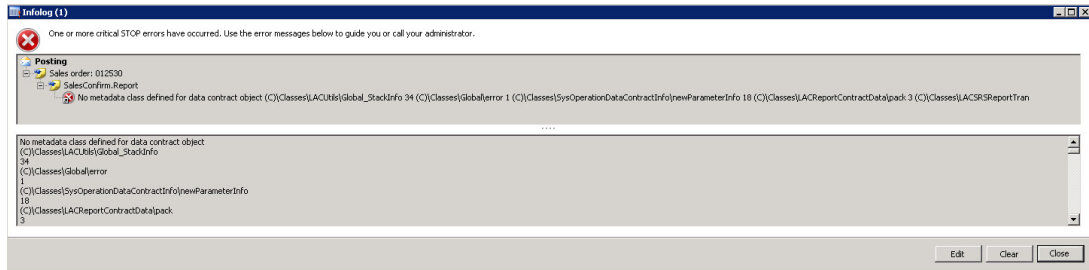 Infolog (1)
One or more critical STOP errors have occurred. Use the error messages below to guide you or call your administrator.
Posting
Sales order: 012530
SalesConfirm.Report
No metadata class defined for data contract object (C)\Classes\LACUtils\Global_StackInfo 34 (C)\Classes\Global\error 1 (C)\Classes\SysOperationDataContractInfo\newParameterInfo 18 (C)\Classes\LACReportContractData\pack 3 (C)\Classes\LACSRSReportTran
No metadata class defined for data contract object
(C)\Classes\LACUtils\Global_StackInfo
34
(C)\Classes\Global\error
1
(C)\Classes\SysOperationDataContractInfo\newParameterInfo
18
(C)\Classes\LACReportContractData\pack
3
Edit Clear Close